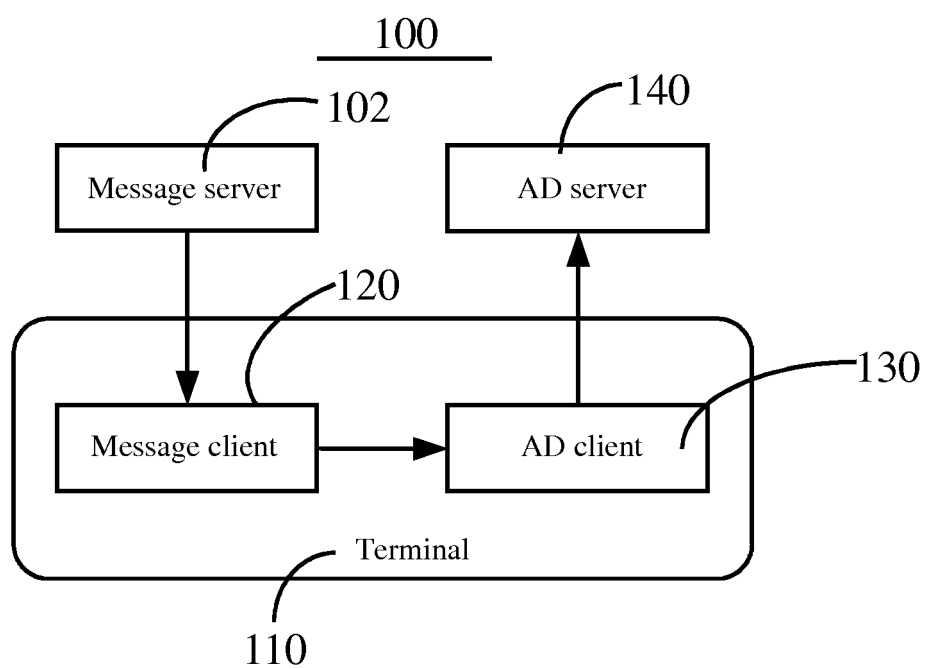 100
102
140
Message server
AD server
120
130
Message client
AD client
Terminal
110